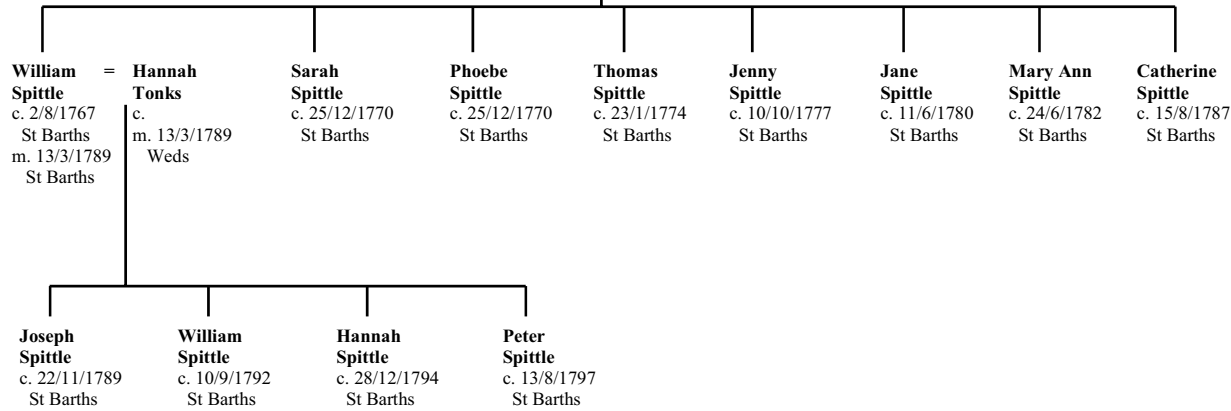 William = Hannah
Spittle Tonks
c. 2/8/1767 c.
St Barths m. 13/3/1789
m. 13/3/1789 Weds
St Barths
Sarah
Spittle
c. 25/12/1770
St Barths
Phoebe
Spittle
c. 25/12/1770
St Barths
Thomas
Spittle
c. 23/1/1774
St Barths
Jenny
Spittle
c. 10/10/1777
St Barths
Jane
Spittle
c. 11/6/1780
St Barths
Mary Ann
Spittle
c. 24/6/1782
St Barths
Catherine
Spittle
c. 15/8/1787
St Barths
Joseph
Spittle
c. 22/11/1789
St Barths
William
Spittle
c. 10/9/1792
St Barths
Hannah
Spittle
c. 28/12/1794
St Barths
Peter
Spittle
c. 13/8/1797
St Barths